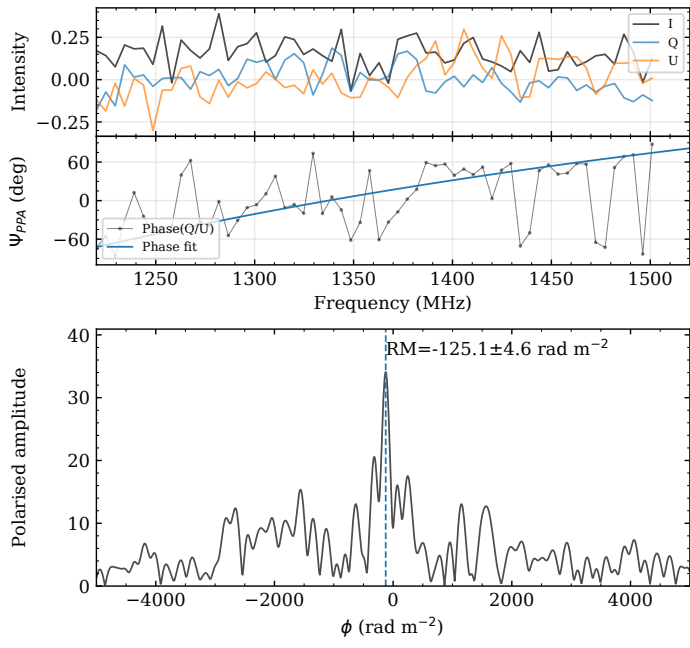 Intensity
0.25
0.00
−0.25
I
Q
U
Ψ_PPA (deg)
60
0
−60
Phase(Q/U)
Phase fit
1250 1300 1350 1400 1450 1500
Frequency (MHz)
Polarised amplitude
40
30
20
10
0
RM=-125.1±4.6 rad m⁻²
−4000 −2000 0 2000 4000
ϕ (rad m⁻²)